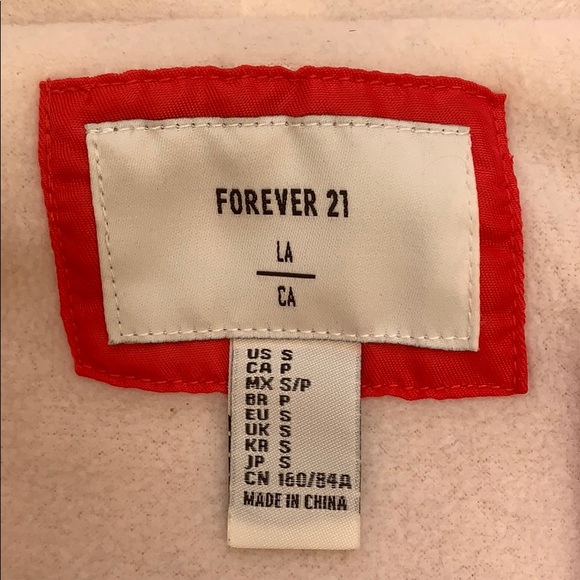 FOREVER 21
LA
CA
US S
CA P
MX S/P
BR P
EU S
UK S
KR S
JP S
CN 160/84A
MADE IN CHINA